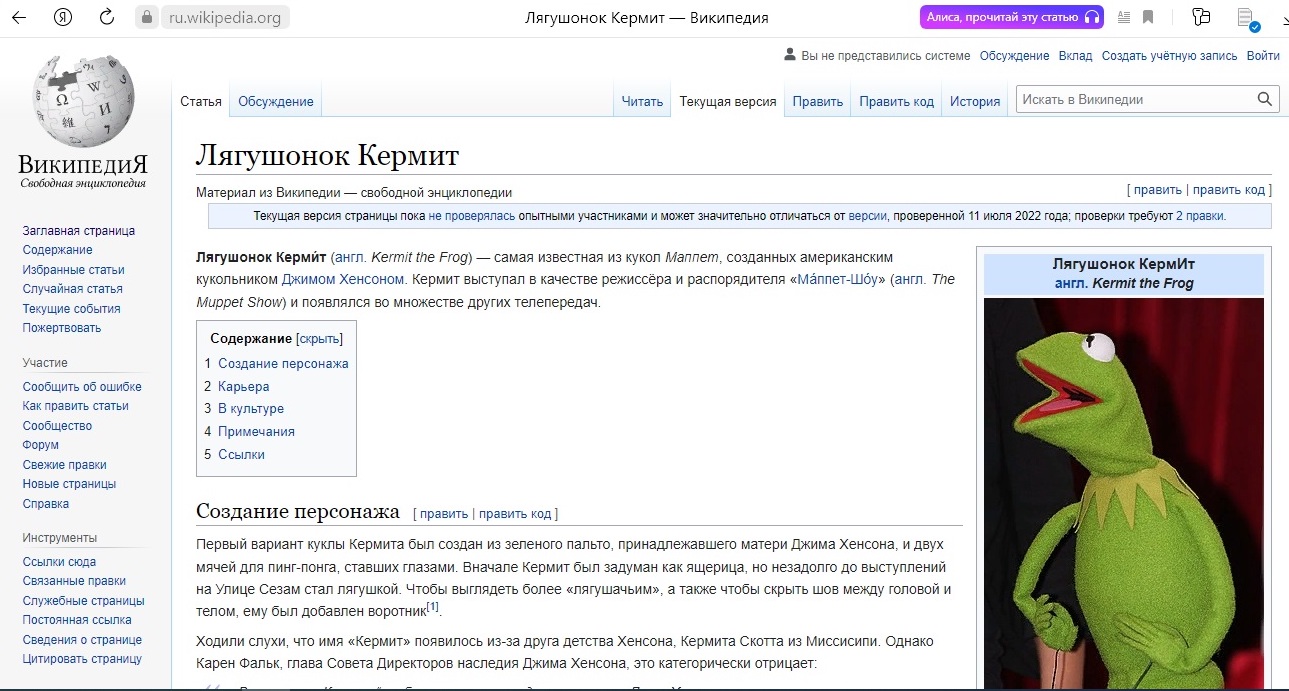 ru.wikipedia.org
Лягушонок Кермит — Википедия
Алиса, прочитай эту статью
Вы не представились системе Обсуждение Вклад Создать учётную запись Войти
Статья Обсуждение Читать Текущая версия Править Править код История Искать в Википедии
ВикипедиЯ
Свободная энциклопедия
Заглавная страница
Содержание
Избранные статьи
Случайная статья
Текущие события
Пожертвовать
Участие
Сообщить об ошибке
Как править статьи
Сообщество
Форум
Свежие правки
Новые страницы
Справка
Инструменты
Ссылки сюда
Связанные правки
Служебные страницы
Постоянная ссылка
Сведения о странице
Цитировать страницу
Лягушонок Кермит
Материал из Википедии — свободной энциклопедии
[ править | править код ]
Текущая версия страницы пока не проверялась опытными участниками и может значительно отличаться от версии, проверенной 11 июля 2022 года; проверки требуют 2 правки.
Лягушонок Керми́т (англ. Kermit the Frog) — самая известная из кукол Маппет, созданных американским
кукольником Джимом Хенсоном. Кермит выступал в качестве режиссёра и распорядителя «Ма́ппет-Шо́у» (англ. The
Muppet Show) и появлялся во множестве других телепередач.
Содержание [скрыть]
1 Создание персонажа
2 Карьера
3 В культуре
4 Примечания
5 Ссылки
Лягушонок КермИт
англ. Kermit the Frog
Создание персонажа [ править | править код ]
Первый вариант куклы Кермита был создан из зеленого пальто, принадлежавшего матери Джима Хенсона, и двух
мячей для пинг-понга, ставших глазами. Вначале Кермит был задуман как ящерица, но незадолго до выступлений
на Улице Сезам стал лягушкой. Чтобы выглядеть более «лягушачьим», а также чтобы скрыть шов между головой и
телом, ему был добавлен воротник[1].
Ходили слухи, что имя «Кермит» появилось из-за друга детства Хенсона, Кермита Скотта из Миссисипи. Однако
Карен Фальк, глава Совета Директоров наследия Джима Хенсона, это категорически отрицает: